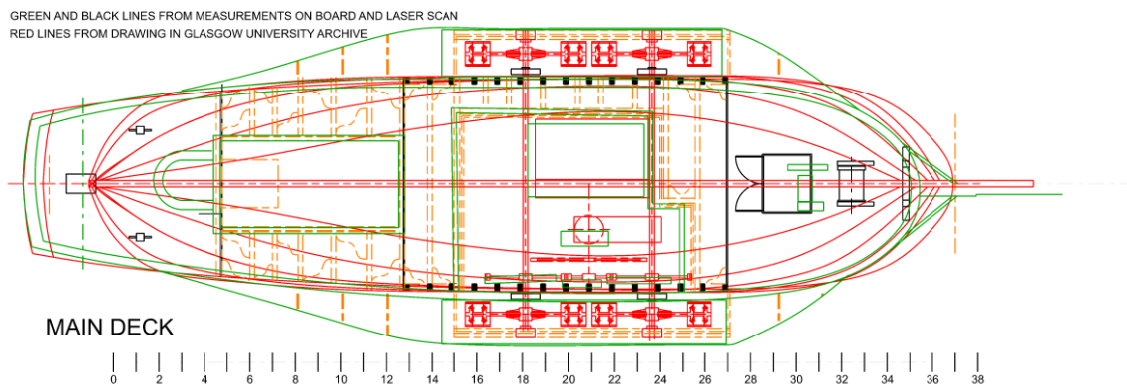 GREEN AND BLACK LINES FROM MEASUREMENTS ON BOARD AND LASER SCAN
RED LINES FROM DRAWING IN GLASGOW UNIVERSITY ARCHIVE
MAIN DECK
0 2 4 6 8 10 12 14 16 18 20 22 24 26 28 30 32 34 36 38